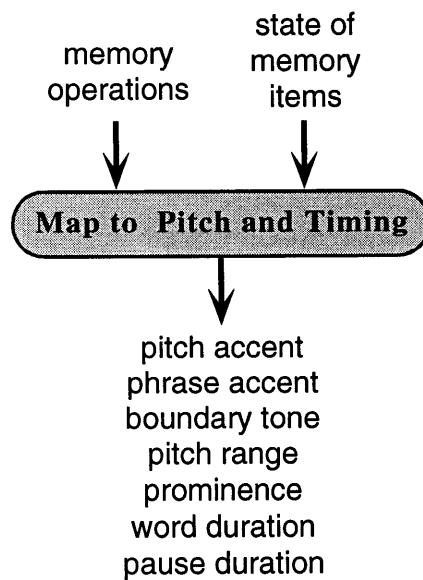 memory
operations
state of
memory
items
Map to Pitch and Timing
pitch accent
phrase accent
boundary tone
pitch range
prominence
word duration
pause duration